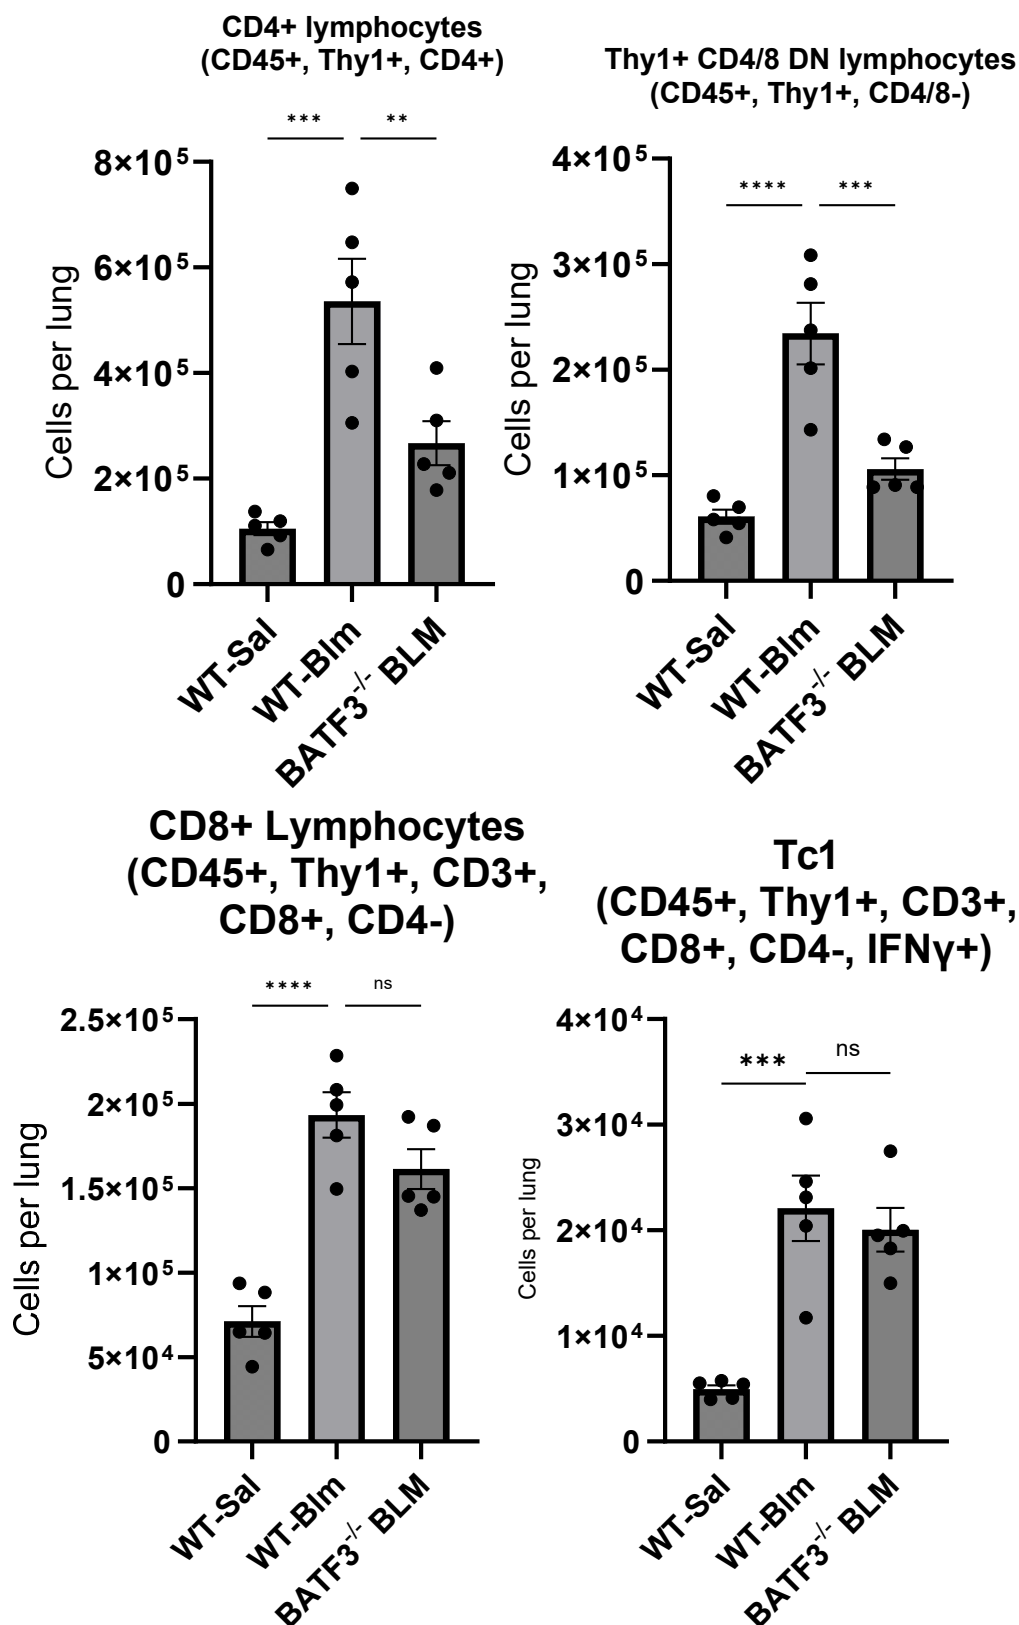 CD4+ lymphocytes
(CD45+, Thy1+, CD4+)
***
**
8×10⁵
6×10⁵
4×10⁵
2×10⁵
0
Cells per lung
WT-Sal
WT-Blm
BATF3⁻/⁻ BLM
Thy1+ CD4/8 DN lymphocytes
(CD45+, Thy1+, CD4/8-)
****
***
4×10⁵
3×10⁵
2×10⁵
1×10⁵
0
Cells per lung
WT-Sal
WT-Blm
BATF3⁻/⁻ BLM
CD8+ Lymphocytes
(CD45+, Thy1+, CD3+,
CD8+, CD4-)
****
ns
2.5×10⁵
2×10⁵
1.5×10⁵
1×10⁵
5×10⁴
0
Cells per lung
WT-Sal
WT-Blm
BATF3⁻/⁻ BLM
Tc1
(CD45+, Thy1+, CD3+,
CD8+, CD4-, IFNγ+)
***
ns
4×10⁴
3×10⁴
2×10⁴
1×10⁴
0
Cells per lung
WT-Sal
WT-Blm
BATF3⁻/⁻ BLM